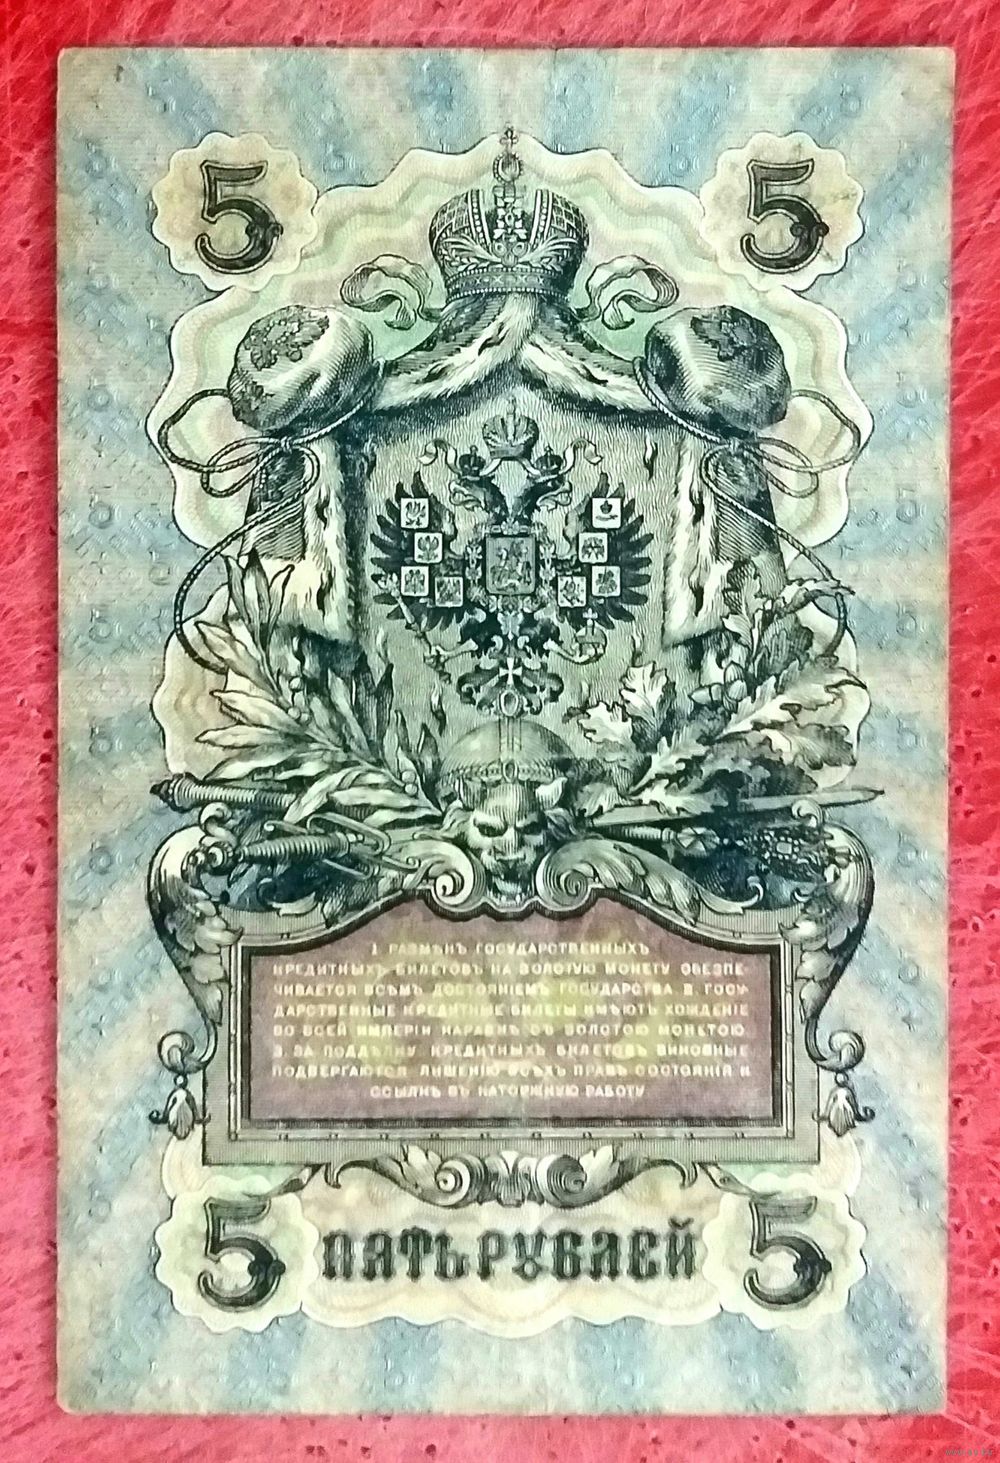 5 5
1. РАЗМѢНЪ ГОСУДАРСТВЕННЫХЪ
КРЕДИТНЫХЪ БИЛЕТОВЪ НА ЗОЛОТУЮ МОНЕТУ ОБЕЗПЕ-
ЧИВАЕТСЯ ВСѢМЪ ДОСТОЯНІЕМЪ ГОСУДАРСТВА. 2. ГОСУ-
ДАРСТВЕННЫЕ КРЕДИТНЫЕ БИЛЕТЫ ИМѢЮТЪ ХОЖДЕНІЕ
ВО ВСЕЙ ИМПЕРІИ НАРАВНѢ СЪ ЗОЛОТОЮ МОНЕТОЮ.
3. ЗА ПОДДѢЛКУ КРЕДИТНЫХЪ БИЛЕТОВЪ ВИНОВНЫЕ
ПОДВЕРГАЮТСЯ ЛИШЕНІЮ ВСѢХЪ ПРАВЪ СОСТОЯНІЯ И
ССЫЛКѢ ВЪ КАТОРЖНУЮ РАБОТУ
5 ПЯТЬ РУБЛЕЙ 5